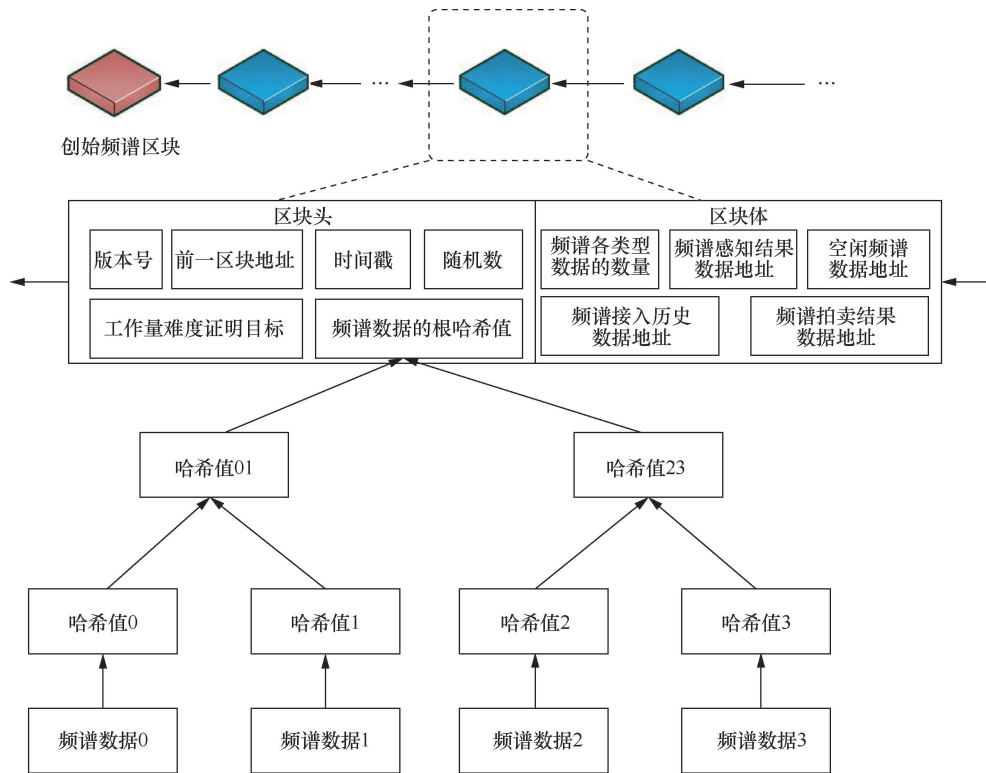 ...
...
创始频谱区块
区块头
区块体
版本号
前一区块地址
时间戳
随机数
频谱各类型
数据的数量
频谱感知结果
数据地址
空闲频谱
数据地址
工作量难度证明目标
频谱数据的根哈希值
频谱接入历史
数据地址
频谱拍卖结果
数据地址
哈希值01
哈希值23
哈希值0
哈希值1
哈希值2
哈希值3
频谱数据0
频谱数据1
频谱数据2
频谱数据3